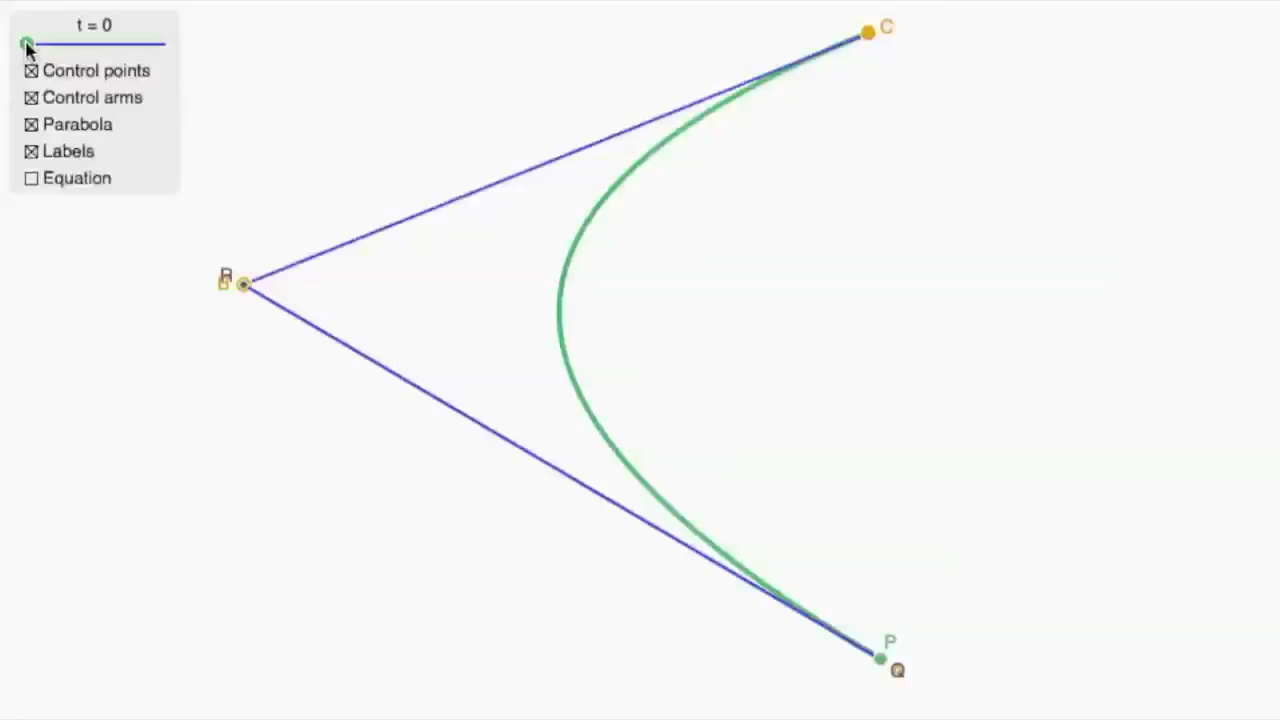 t = 0
Control points
Control arms
Parabola
Labels
Equation
C
R
P
Q